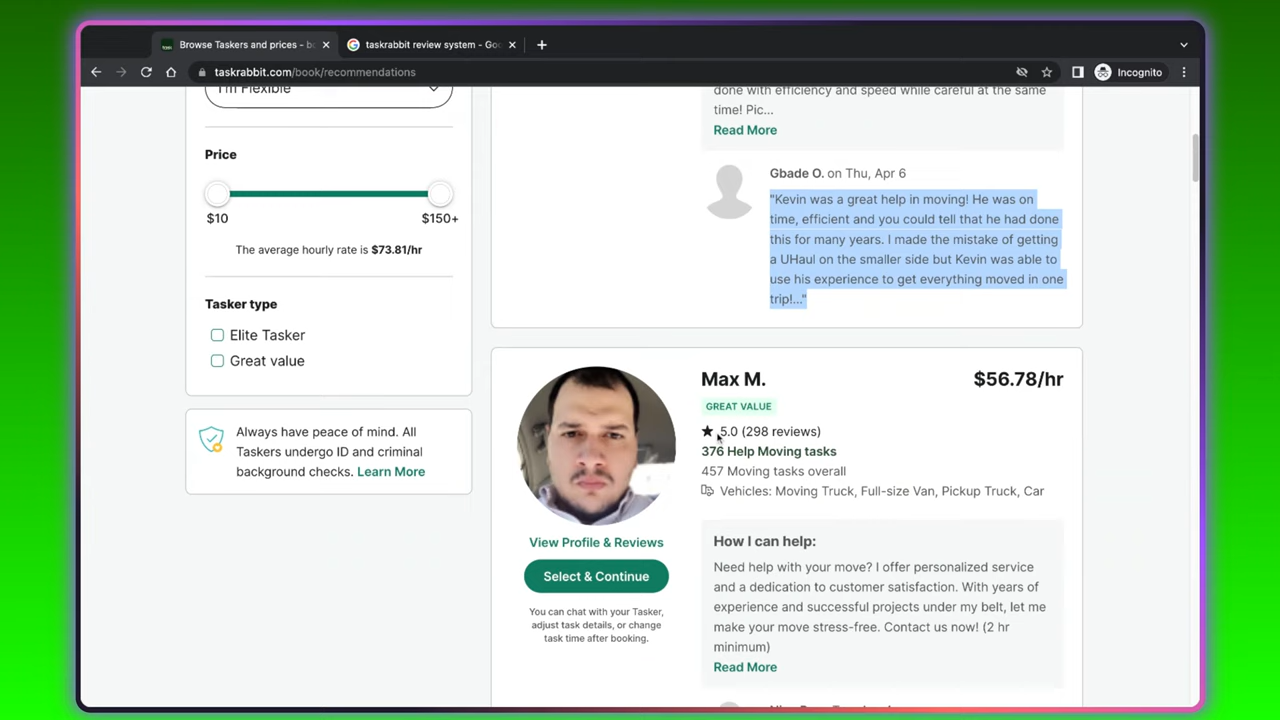 Browse Taskers and prices - bo
taskrabbit review system - Goo
taskrabbit.com/book/recommendations
Incognito
I'm Flexible
Price
$10
$150+
The average hourly rate is $73.81/hr
Tasker type
Elite Tasker
Great value
Always have peace of mind. All
Taskers undergo ID and criminal
background checks. Learn More
done with efficiency and speed while careful at the same
time! Pic...
Read More
Gbade O. on Thu, Apr 6
"Kevin was a great help in moving! He was on
time, efficient and you could tell that he had done
this for many years. I made the mistake of getting
a UHaul on the smaller side but Kevin was able to
use his experience to get everything moved in one
trip!..."
Max M.
$56.78/hr
GREAT VALUE
5.0 (298 reviews)
376 Help Moving tasks
457 Moving tasks overall
Vehicles: Moving Truck, Full-size Van, Pickup Truck, Car
View Profile & Reviews
Select & Continue
You can chat with your Tasker,
adjust task details, or change
task time after booking.
How I can help:
Need help with your move? I offer personalized service
and a dedication to customer satisfaction. With years of
experience and successful projects under my belt, let me
make your move stress-free. Contact us now! (2 hr
minimum)
Read More